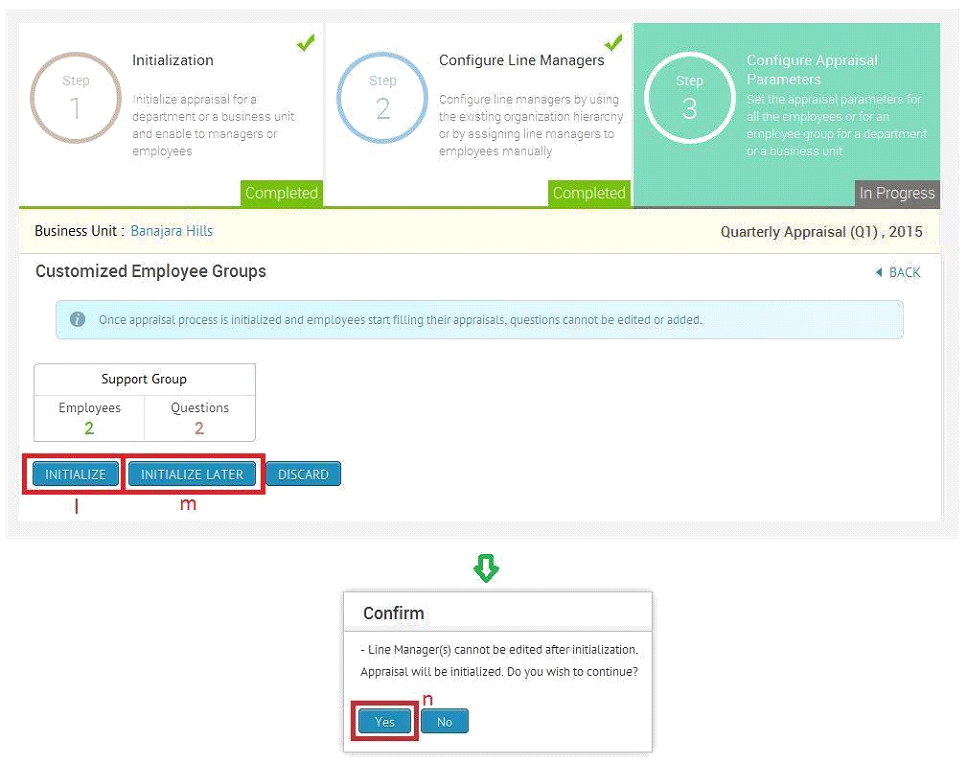 Step
1
Initialization
Initialize appraisal for a
department or a business unit
and enable to managers or
employees
Completed
Step
2
Configure Line Managers
Configure line managers by using
the existing organization hierarchy
or by assigning line managers to
employees manually
Completed
Step
3
Configure Appraisal
Parameters
Set the appraisal parameters for
all the employees or for an
employee group for a department
or a business unit
In Progress
Business Unit : Banajara Hills
Quarterly Appraisal (Q1) , 2015
Customized Employee Groups
BACK
Once appraisal process is initialized and employees start filling their appraisals, questions cannot be edited or added.
Support Group
Employees Questions
2 2
INITIALIZE INITIALIZE LATER DISCARD
l m
Confirm
- Line Manager(s) cannot be edited after initialization.
Appraisal will be initialized. Do you wish to continue?
n
Yes No